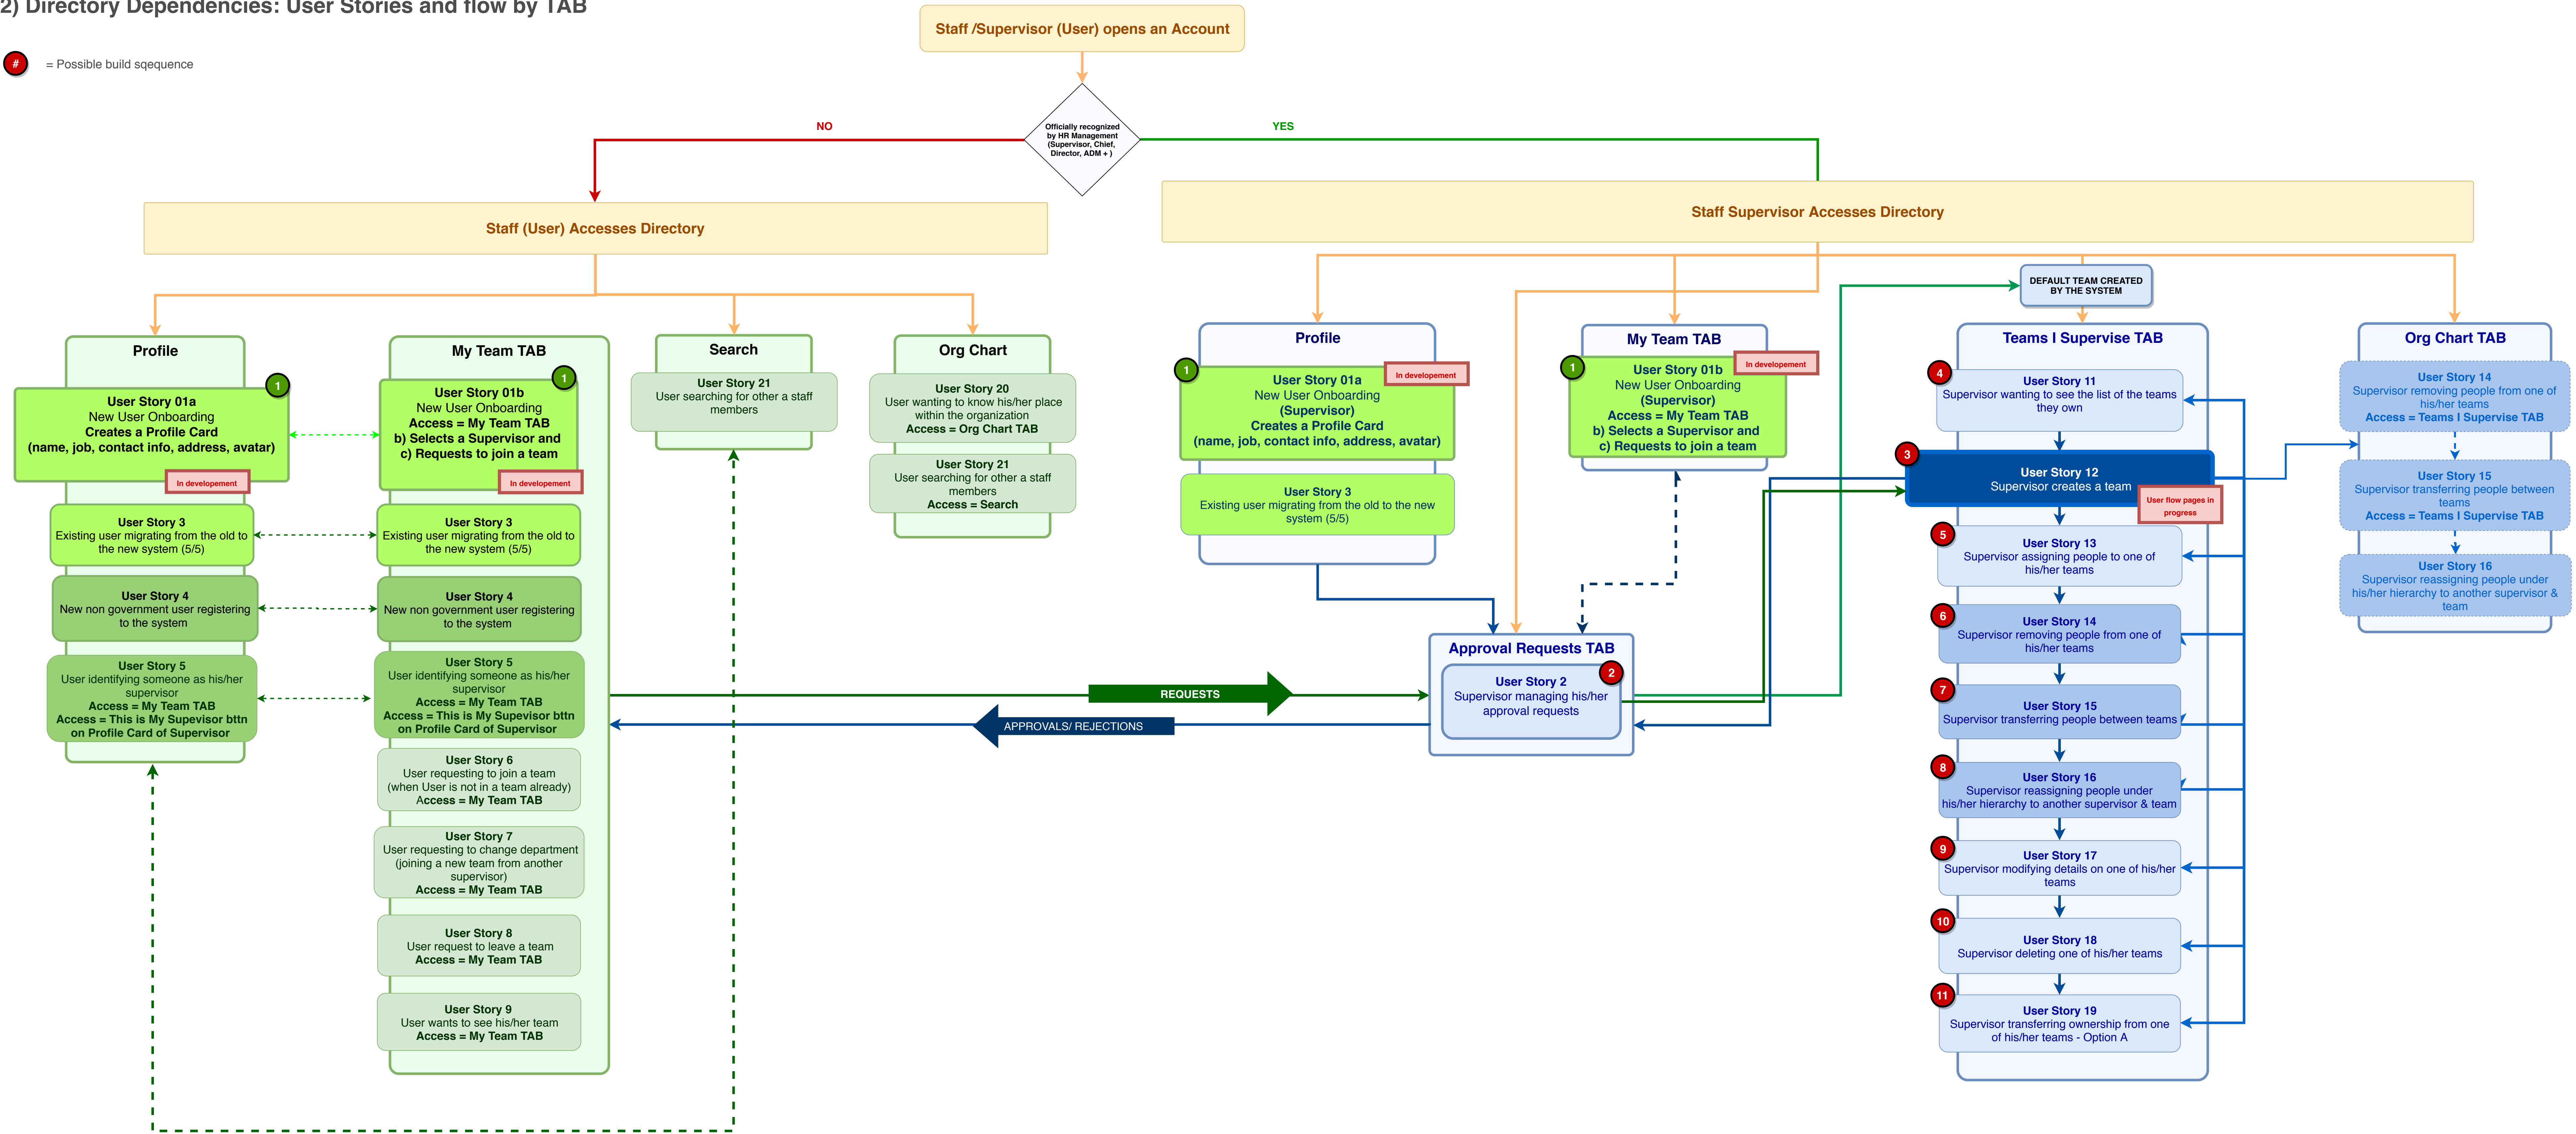 2) Directory Dependencies: User Stories and flow by TAB
#
= Possible build sqequence
Staff /Supervisor (User) opens an Account
Officially recognized
by HR Management
(Supervisor, Chief,
Director, ADM + )
NO
YES
Staff (User) Accesses Directory
Staff Supervisor Accesses Directory
Profile
1
User Story 01a
New User Onboarding
Creates a Profile Card
(name, job, contact info, address, avatar)
In developement
User Story 3
Existing user migrating from the old to
the new system (5/5)
User Story 4
New non government user registering
to the system
User Story 5
User identifying someone as his/her
supervisor
Access = My Team TAB
Access = This is My Supevisor bttn
on Profile Card of Supervisor
My Team TAB
1
User Story 01b
New User Onboarding
Access = My Team TAB
b) Selects a Supervisor and
c) Requests to join a team
In developement
User Story 3
Existing user migrating from the old to
the new system (5/5)
User Story 4
New non government user registering
to the system
User Story 5
User identifying someone as his/her
supervisor
Access = My Team TAB
Access = This is My Supevisor bttn
on Profile Card of Supervisor
User Story 6
User requesting to join a team
(when User is not in a team already)
Access = My Team TAB
User Story 7
User requesting to change department
(joining a new team from another
supervisor)
Access = My Team TAB
User Story 8
User request to leave a team
Access = My Team TAB
User Story 9
User wants to see his/her team
Access = My Team TAB
Search
User Story 21
User searching for other a staff
members
Org Chart
User Story 20
User wanting to know his/her place
within the organization
Access = Org Chart TAB
User Story 21
User searching for other a staff
members
Access = Search
REQUESTS
APPROVALS/ REJECTIONS
Profile
1
In developement
User Story 01a
New User Onboarding
(Supervisor)
Creates a Profile Card
(name, job, contact info, address, avatar)
User Story 3
Existing user migrating from the old to the new
system (5/5)
My Team TAB
1
In developement
User Story 01b
New User Onboarding
(Supervisor)
Access = My Team TAB
b) Selects a Supervisor and
c) Requests to join a team
Approval Requests TAB
2
User Story 2
Supervisor managing his/her
approval requests
DEFAULT TEAM CREATED
BY THE SYSTEM
Teams I Supervise TAB
4
User Story 11
Supervisor wanting to see the list of the teams
they own
3
User Story 12
Supervisor creates a team
User flow pages in
progress
5
User Story 13
Supervisor assigning people to one of
his/her teams
6
User Story 14
Supervisor removing people from one of
his/her teams
7
User Story 15
Supervisor transferring people between teams
8
User Story 16
Supervisor reassigning people under
his/her hierarchy to another supervisor & team
9
User Story 17
Supervisor modifying details on one of his/her
teams
10
User Story 18
Supervisor deleting one of his/her teams
11
User Story 19
Supervisor transferring ownership from one
of his/her teams - Option A
Org Chart TAB
User Story 14
Supervisor removing people from one of
his/her teams
Access = Teams I Supervise TAB
User Story 15
Supervisor transferring people between
teams
Access = Teams I Supervise TAB
User Story 16
Supervisor reassigning people under
his/her hierarchy to another supervisor &
team